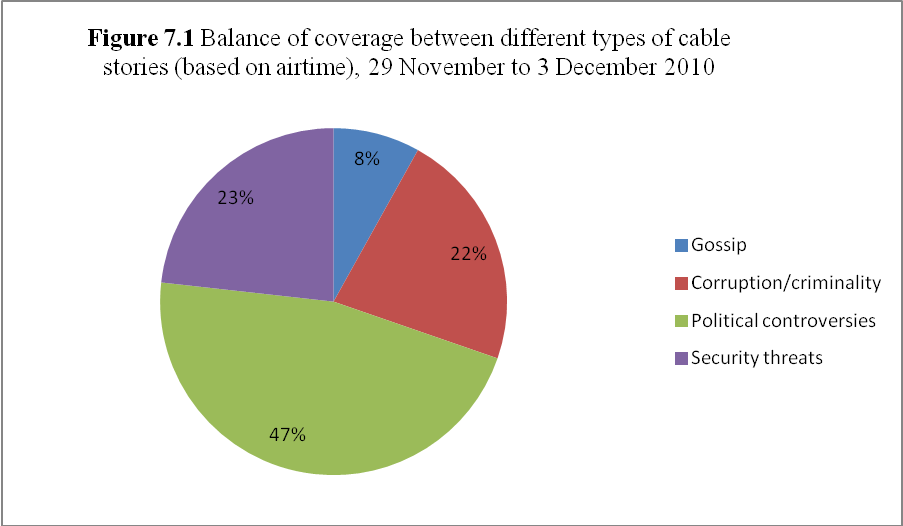 Figure 7.1 Balance of coverage between different types of cable
stories (based on airtime), 29 November to 3 December 2010
8%
23%
22%
47%
Gossip
Corruption/criminality
Political controversies
Security threats